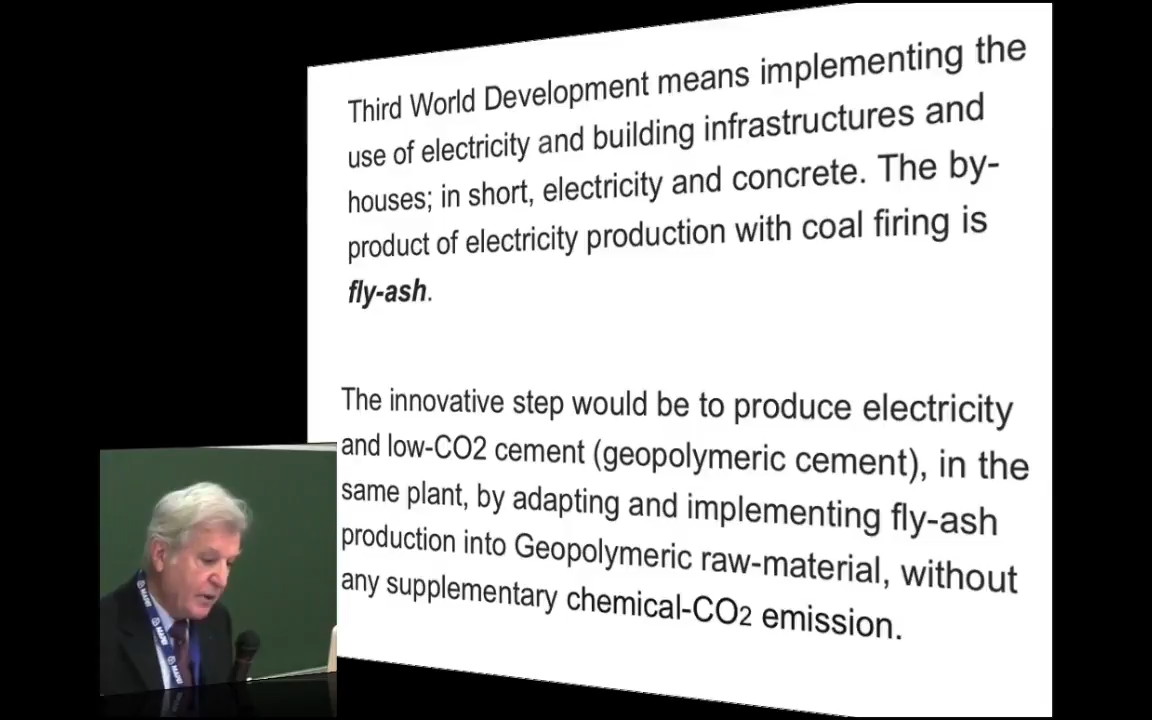 Third World Development means implementing the
use of electricity and building infrastructures and
houses; in short, electricity and concrete. The by-
product of electricity production with coal firing is
fly-ash.
The innovative step would be to produce electricity
and low-CO2 cement (geopolymeric cement), in the
same plant, by adapting and implementing fly-ash
production into Geopolymeric raw-material, without
any supplementary chemical-CO2 emission.
MAPEI
MAPEI
MAPEI